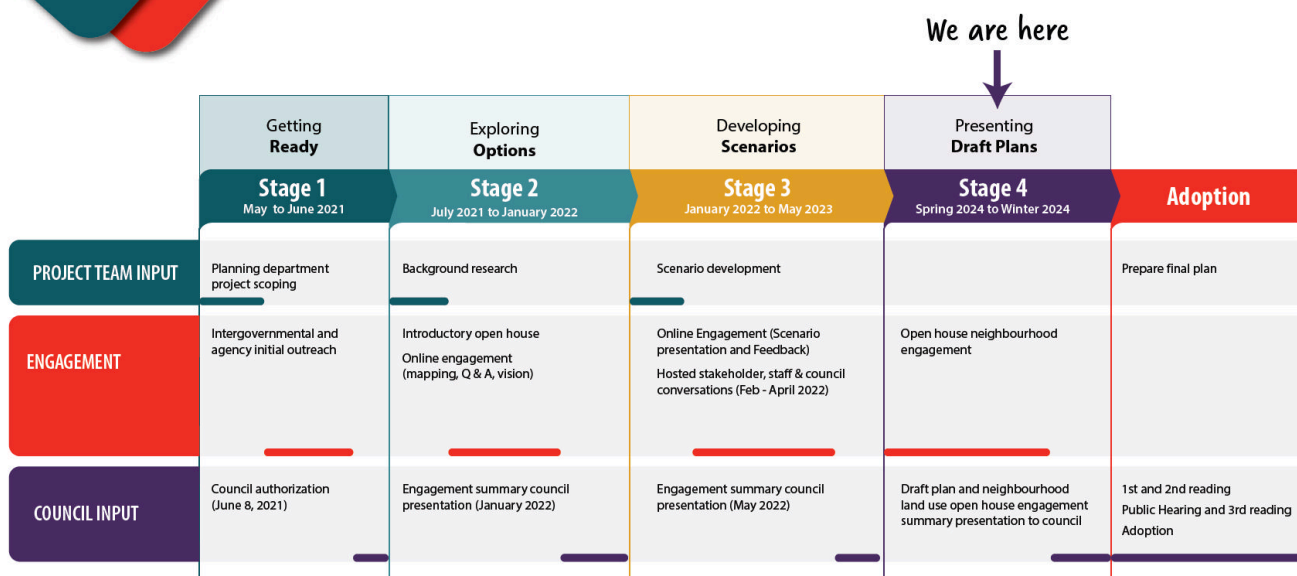 We are here
Getting
Ready
Exploring
Options
Developing
Scenarios
Presenting
Draft Plans
Stage 1
May to June 2021
Stage 2
July 2021 to January 2022
Stage 3
January 2022 to May 2023
Stage 4
Spring 2024 to Winter 2024
Adoption
PROJECT TEAM INPUT
Planning department
project scoping
Background research
Scenario development
Prepare final plan
ENGAGEMENT
Intergovernmental and
agency initial outreach
Introductory open house
Online engagement
(mapping, Q & A, vision)
Online Engagement (Scenario
presentation and Feedback)
Hosted stakeholder, staff & council
conversations (Feb - April 2022)
Open house neighbourhood
engagement
COUNCIL INPUT
Council authorization
(June 8, 2021)
Engagement summary council
presentation (January 2022)
Engagement summary council
presentation (May 2022)
Draft plan and neighbourhood
land use open house engagement
summary presentation to council
1st and 2nd reading
Public Hearing and 3rd reading
Adoption